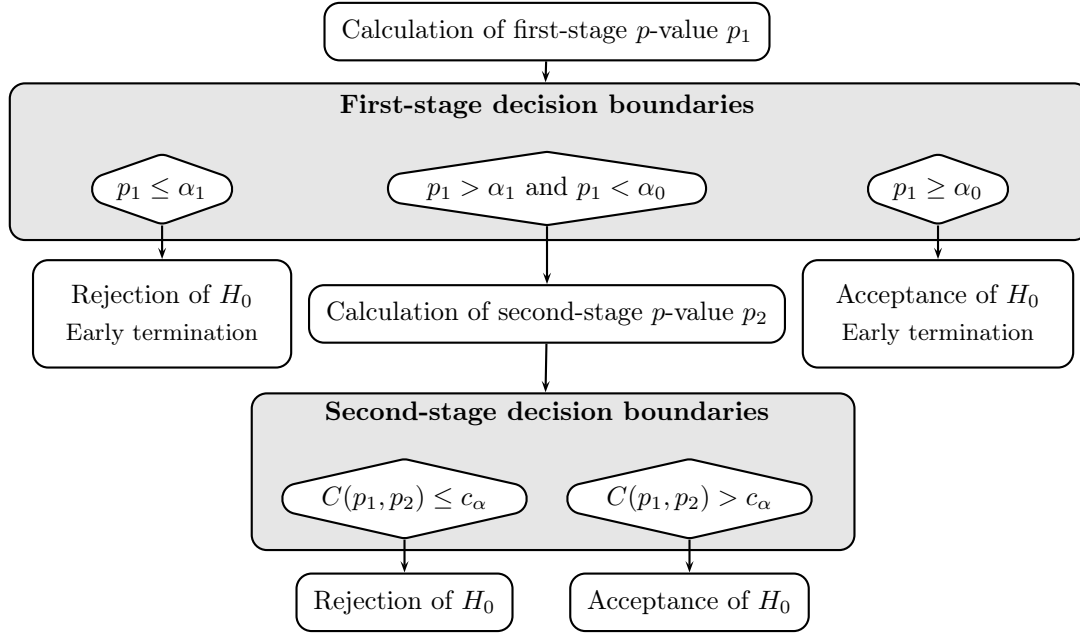 Calculation of first-stage p-value p₁
First-stage decision boundaries
p₁ ≤ α₁
p₁ > α₁ and p₁ < α₀
p₁ ≥ α₀
Rejection of H₀
Early termination
Calculation of second-stage p-value p₂
Acceptance of H₀
Early termination
Second-stage decision boundaries
C(p₁, p₂) ≤ c_α
C(p₁, p₂) > c_α
Rejection of H₀
Acceptance of H₀